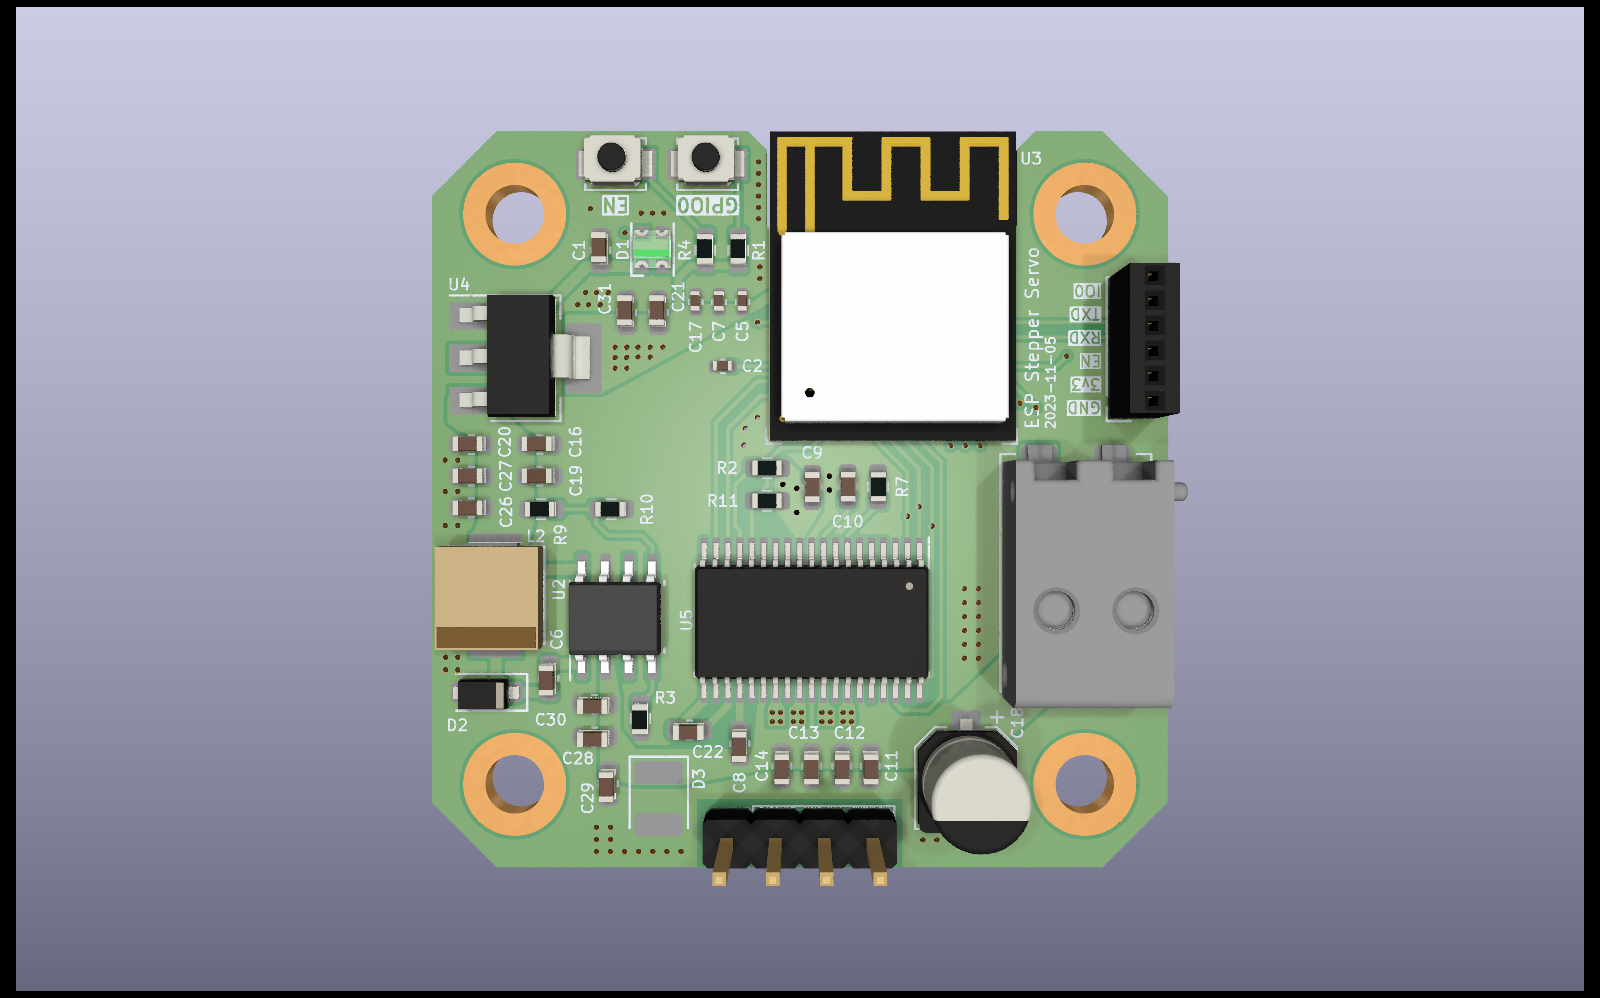 U3
EN
GPIO0
C1
D1
R4
R1
U4
C31
C21
C17
C7
C5
C2
ESP Stepper Servo
2023-11-05
IO0
TXD
RXD
EN
3v3
GND
C20
C16
C27
C19
C26
R10
L2
R9
R2
R11
C9
C10
R7
U2
U5
C6
D2
C30
C28
C29
R3
C22
D3
C8
C14
C13
C12
C11
+
C18